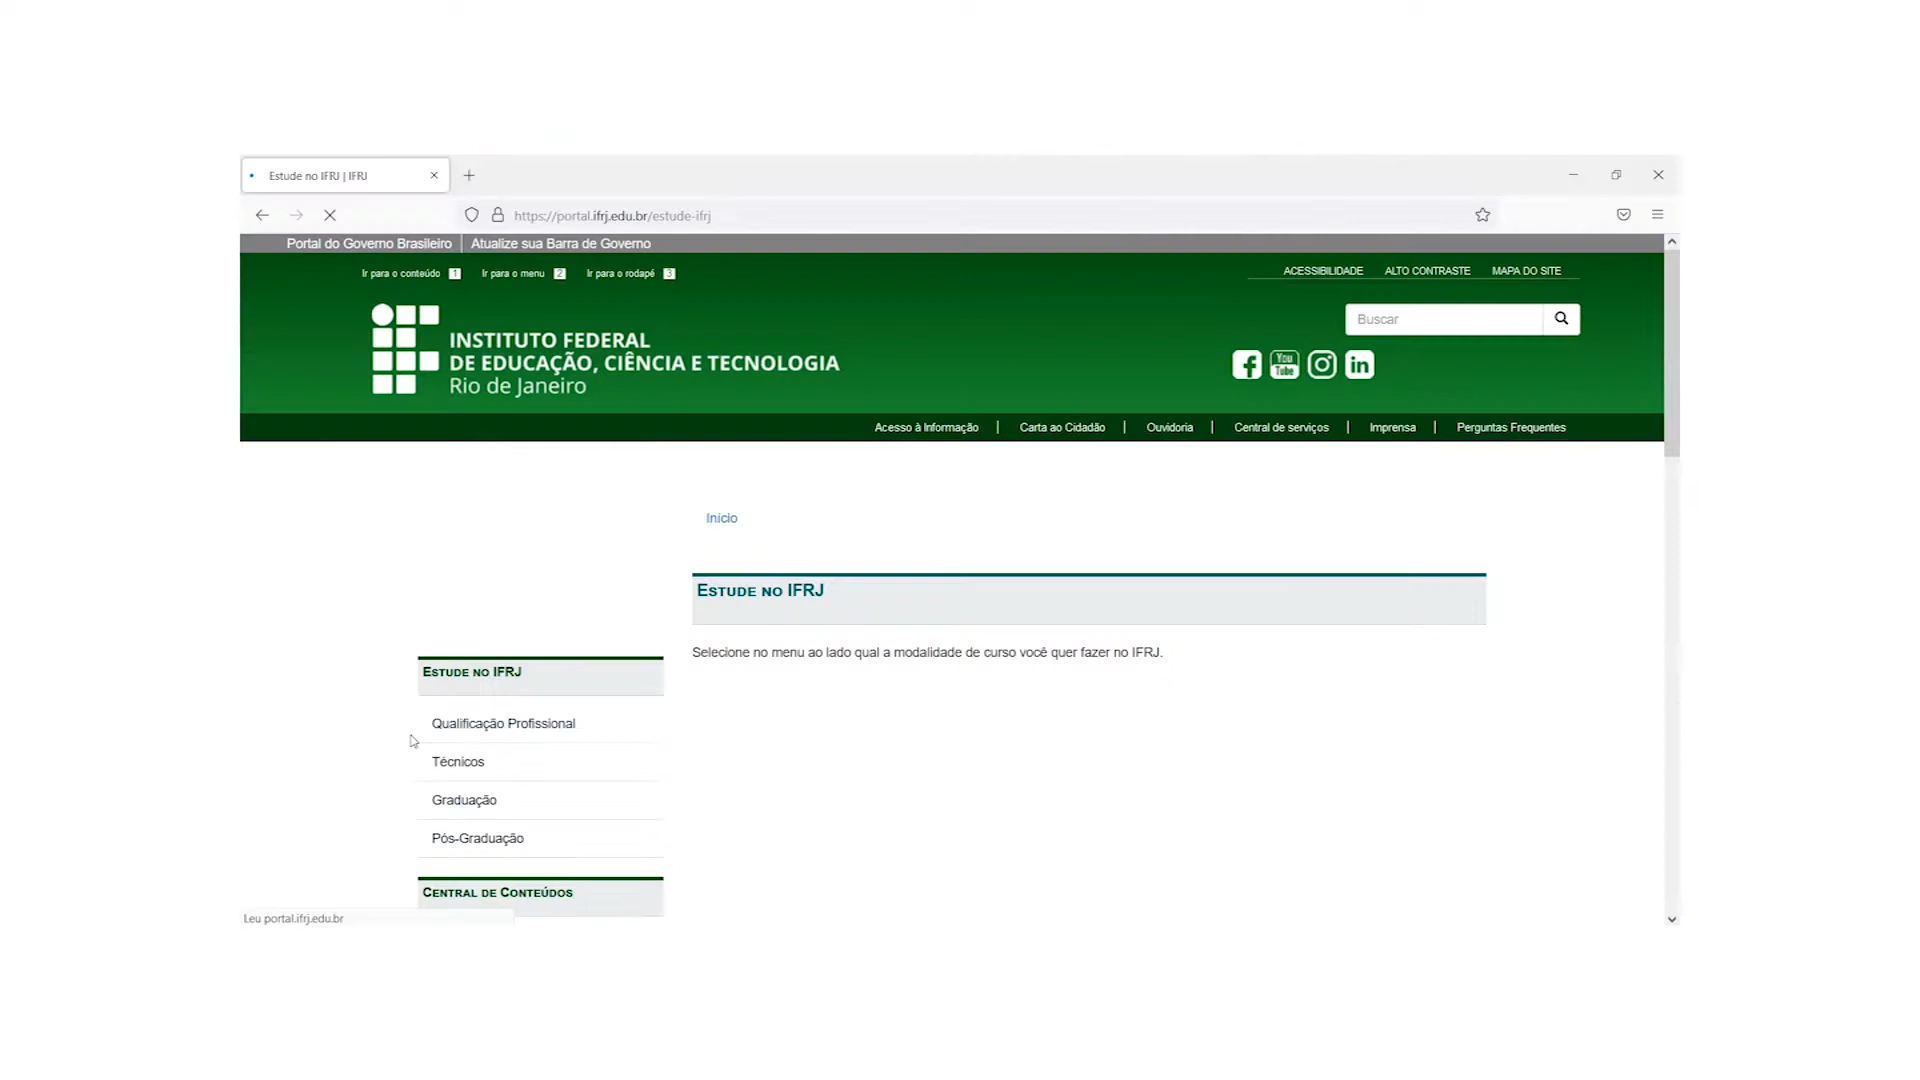 Estude no IFRJ | IFRJ
https://portal.ifrj.edu.br/estude-ifrj
Portal do Governo Brasileiro | Atualize sua Barra de Governo
Ir para o conteúdo 1 Ir para o menu 2 Ir para o rodapé 3
ACESSIBILIDADE ALTO CONTRASTE MAPA DO SITE
Buscar
INSTITUTO FEDERAL
DE EDUCAÇÃO, CIÊNCIA E TECNOLOGIA
Rio de Janeiro
You Tube
in
Acesso à Informação | Carta ao Cidadão | Ouvidoria | Central de serviços | Imprensa | Perguntas Frequentes
Início
ESTUDE NO IFRJ
Selecione no menu ao lado qual a modalidade de curso você quer fazer no IFRJ.
ESTUDE NO IFRJ
Qualificação Profissional
Técnicos
Graduação
Pós-Graduação
CENTRAL DE CONTEÚDOS
Leu portal.ifrj.edu.br